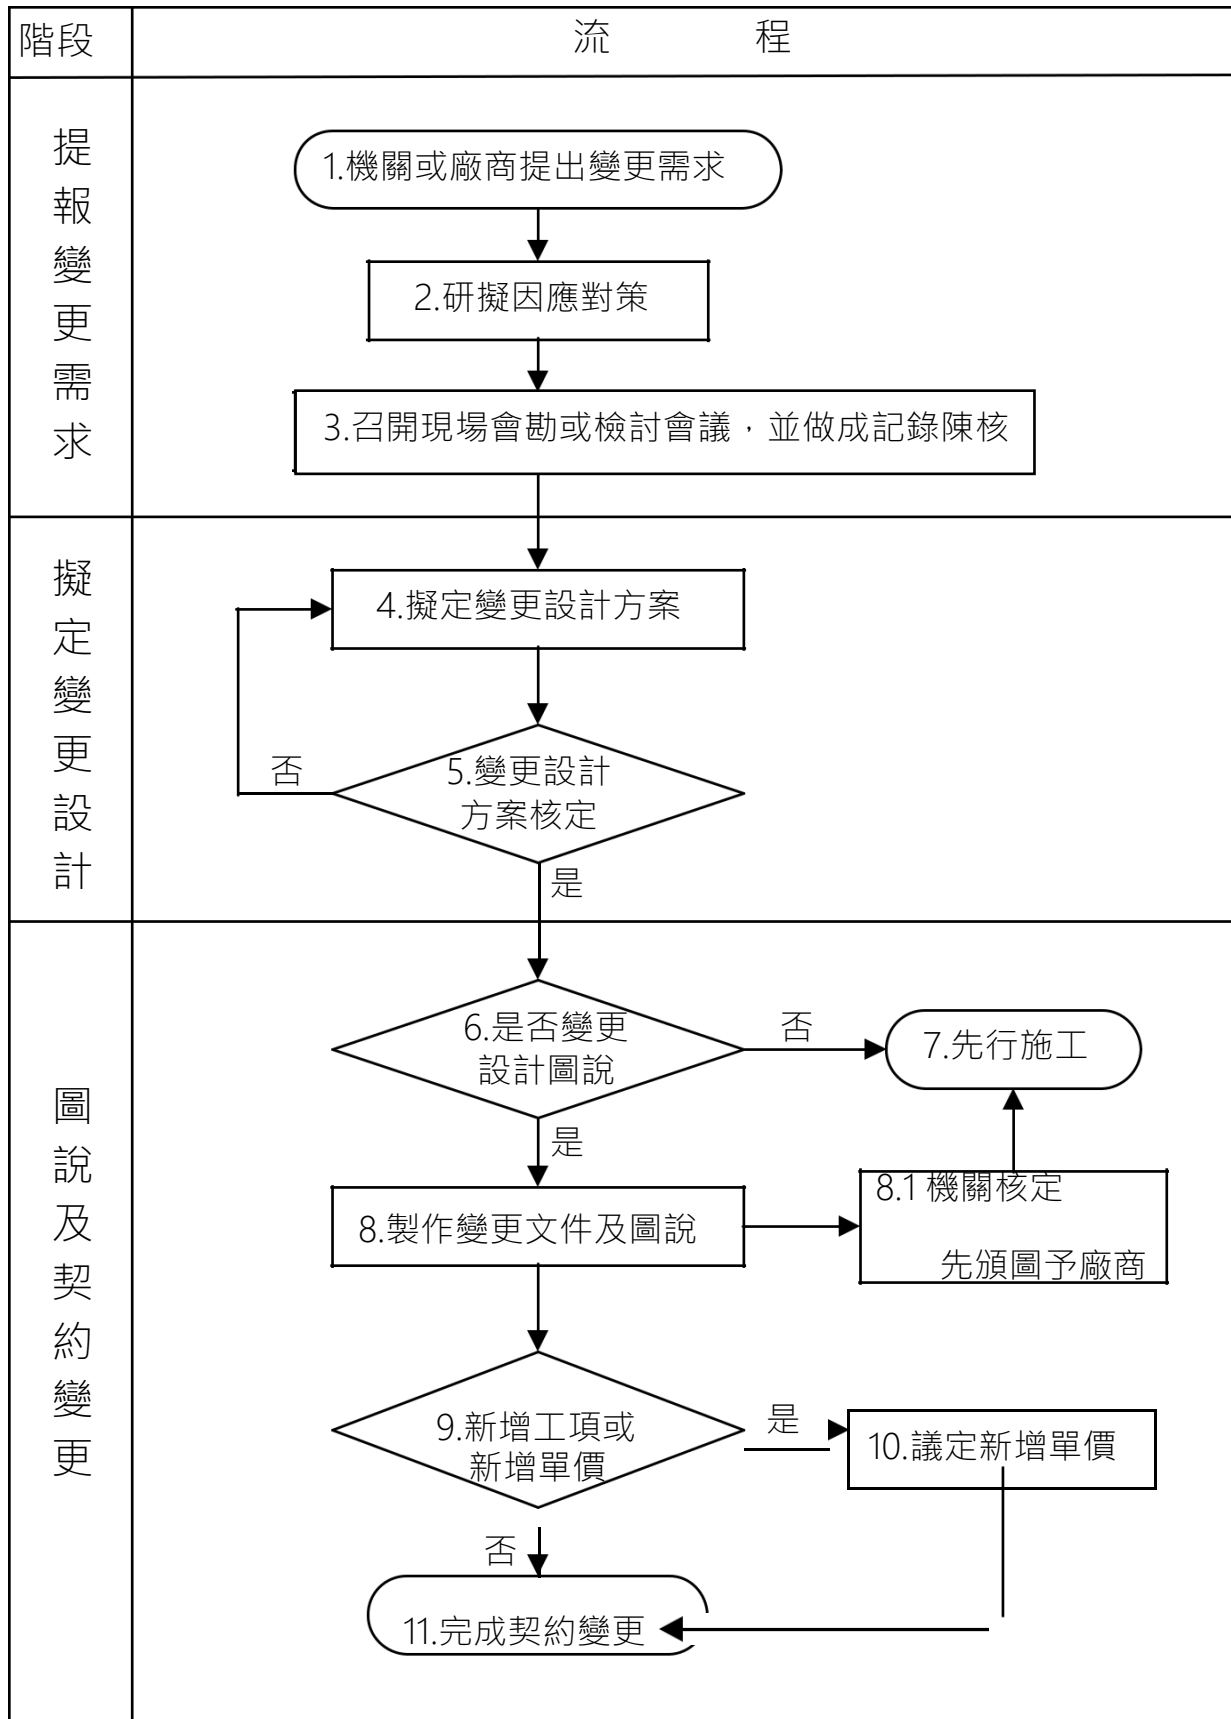 階段
流 程
提報變更需求
1.機關或廠商提出變更需求
2.研擬因應對策
3.召開現場會勘或檢討會議，並做成記錄陳核
擬定變更設計
4.擬定變更設計方案
5.變更設計
方案核定
否
是
圖說及契約變更
6.是否變更
設計圖說
否
7.先行施工
是
8.製作變更文件及圖說
8.1 機關核定
先頒圖予廠商
9.新增工項或
新增單價
是
10.議定新增單價
否
11.完成契約變更